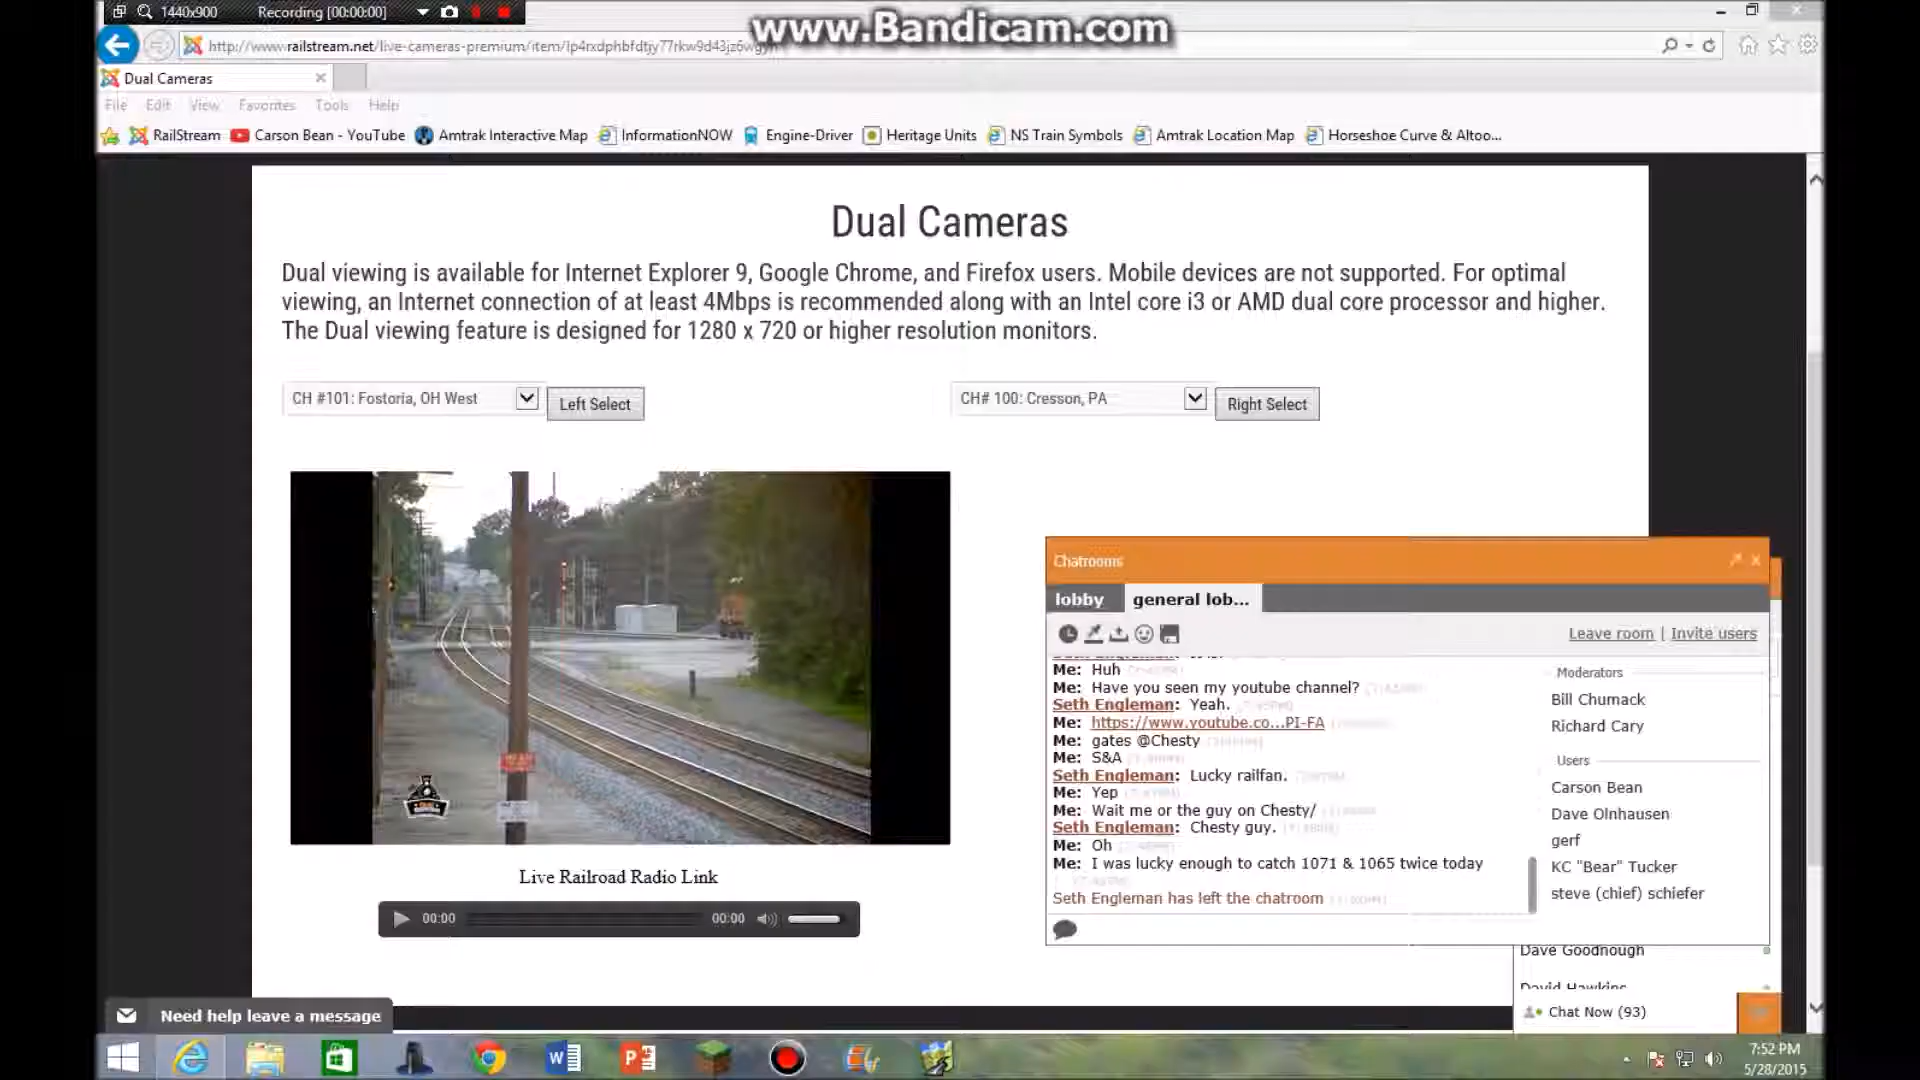 1440x900 Recording [00:00:00]
www.Bandicam.com
http://www.railstream.net/live-cameras-premium/item/
Dual Cameras
File Edit View Favorites Tools Help
RailStream Carson Bean - YouTube Amtrak Interactive Map InformationNOW Engine-Driver Heritage Units NS Train Symbols Amtrak Location Map Horseshoe Curve & Altoo...
Dual Cameras
Dual viewing is available for Internet Explorer 9, Google Chrome, and Firefox users. Mobile devices are not supported. For optimal
viewing, an Internet connection of at least 4Mbps is recommended along with an Intel core i3 or AMD dual core processor and higher.
The Dual viewing feature is designed for 1280 x 720 or higher resolution monitors.
CH #101: Fostoria, OH West Left Select
CH# 100: Cresson, PA Right Select
Chatrooms
lobby general lob...
Leave room | Invite users
Me: Huh
Me: Have you seen my youtube channel?
Seth Engleman: Yeah.
Me: https://www.youtube.co...PI-FA
Me: gates @Chesty
Me: S&A
Seth Engleman: Lucky railfan.
Me: Yep
Me: Wait me or the guy on Chesty/
Seth Engleman: Chesty guy.
Me: Oh
Me: I was lucky enough to catch 1071 & 1065 twice today
Seth Engleman has left the chatroom
Moderators
Bill Chumack
Richard Cary
Users
Carson Bean
Dave Olnhausen
gerf
KC "Bear" Tucker
steve (chief) schiefer
Dave Goodnough
David Hawkins
Chat Now (93)
Live Railroad Radio Link
00:00 00:00
Need help leave a message
7:52 PM
5/28/2015